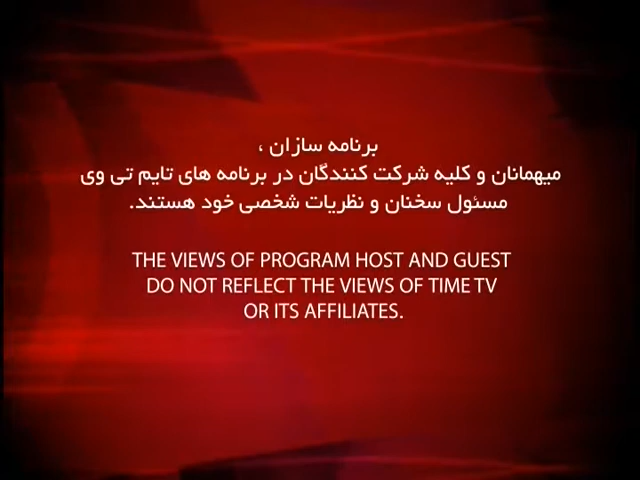 برنامه سازان ،
میهمانان و کلیه شرکت کنندگان در برنامه های تایم تی وی
مسئول سخنان و نظریات شخصی خود هستند.
THE VIEWS OF PROGRAM HOST AND GUEST
DO NOT REFLECT THE VIEWS OF TIME TV
OR ITS AFFILIATES.